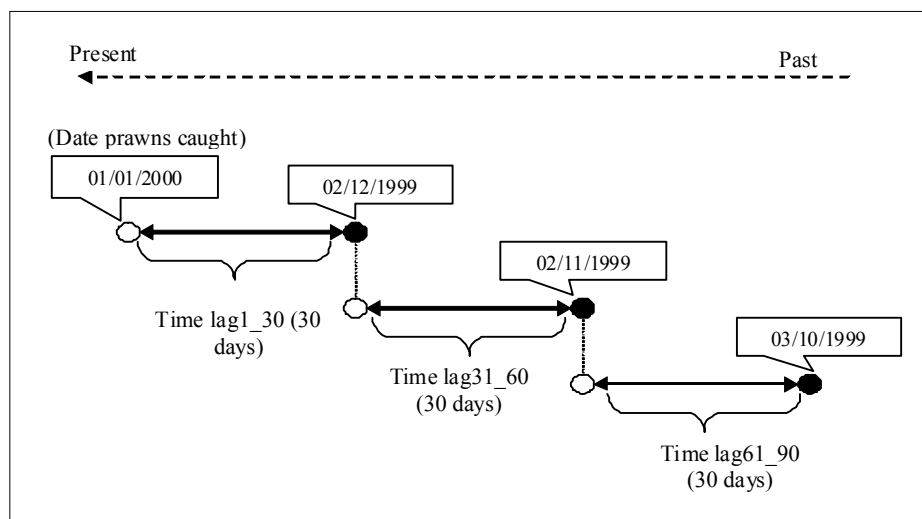 Present
Past
(Date prawns caught)
01/01/2000
02/12/1999
02/11/1999
Time lag1_30 (30
days)
03/10/1999
Time lag31_60
(30 days)
Time lag61_90
(30 days)